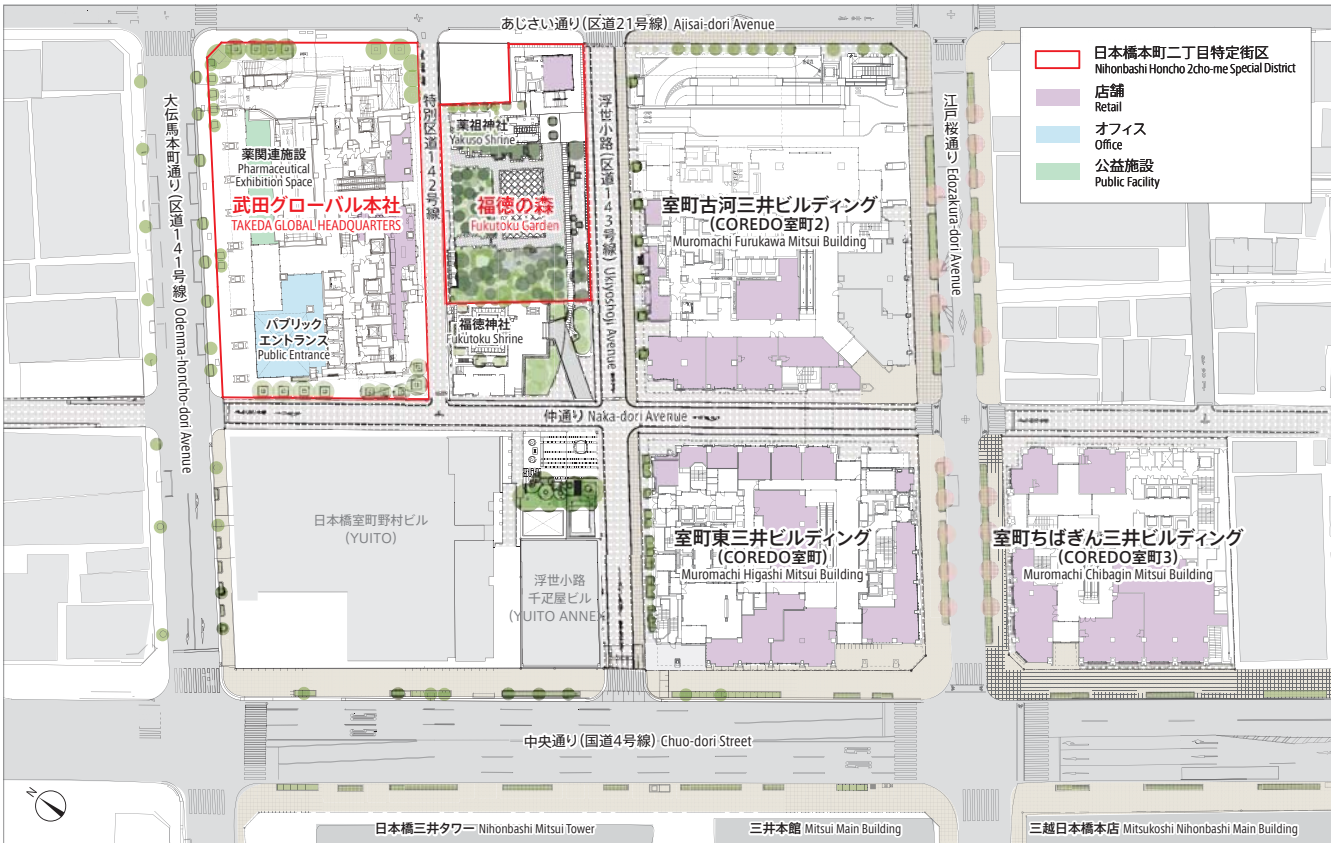 あじさい通り(区道21号線) Ajisai-dori Avenue
日本橋本町二丁目特定街区
Nihonbashi Honcho 2cho-me Special District
店舗
Retail
オフィス
Office
公益施設
Public Facility
大伝馬本町通り(区道141号線) Odenma-honcho-dori Avenue
薬関連施設
Pharmaceutical
Exhibition Space
武田グローバル本社
TAKEDA GLOBAL HEADQUARTERS
パブリック
エントランス
Public Entrance
特別区道142号線
薬祖神社
Yakuso Shrine
福徳の森
Fukutoku Garden
福徳神社
Fukutoku Shrine
浮世小路(区道143号線) Ukiyoshoji Avenue
室町古河三井ビルディング
(COREDO室町2)
Muromachi Furukawa Mitsui Building
江戸桜通り Edozakura-dori Avenue
仲通り Naka-dori Avenue
日本橋室町野村ビル
(YUITO)
浮世小路
千疋屋ビル
(YUITO ANNEX)
室町東三井ビルディング
(COREDO室町)
Muromachi Higashi Mitsui Building
室町ちばぎん三井ビルディング
(COREDO室町3)
Muromachi Chibagin Mitsui Building
中央通り(国道4号線) Chuo-dori Street
N
日本橋三井タワー Nihonbashi Mitsui Tower
三井本館 Mitsui Main Building
三越日本橋本店 Mitsukoshi Nihonbashi Main Building